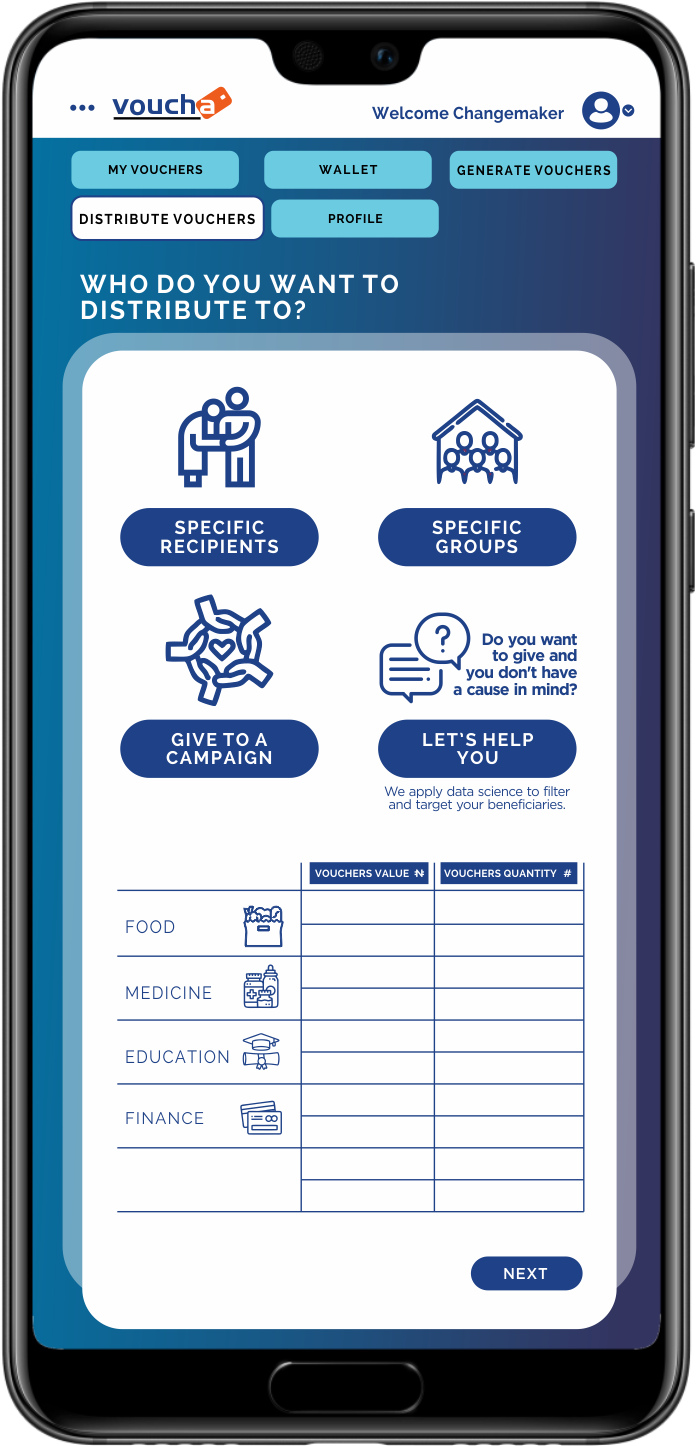 voucha
Welcome Changemaker
MY VOUCHERS
WALLET
GENERATE VOUCHERS
DISTRIBUTE VOUCHERS
PROFILE
WHO DO YOU WANT TO
DISTRIBUTE TO?
SPECIFIC
RECIPIENTS
SPECIFIC
GROUPS
?
Do you want
to give and
you don't have
a cause in mind?
GIVE TO A
CAMPAIGN
LET'S HELP
YOU
We apply data science to filter
and target your beneficiaries.
VOUCHERS VALUE ₦
VOUCHERS QUANTITY #
FOOD
MEDICINE
EDUCATION
FINANCE
NEXT